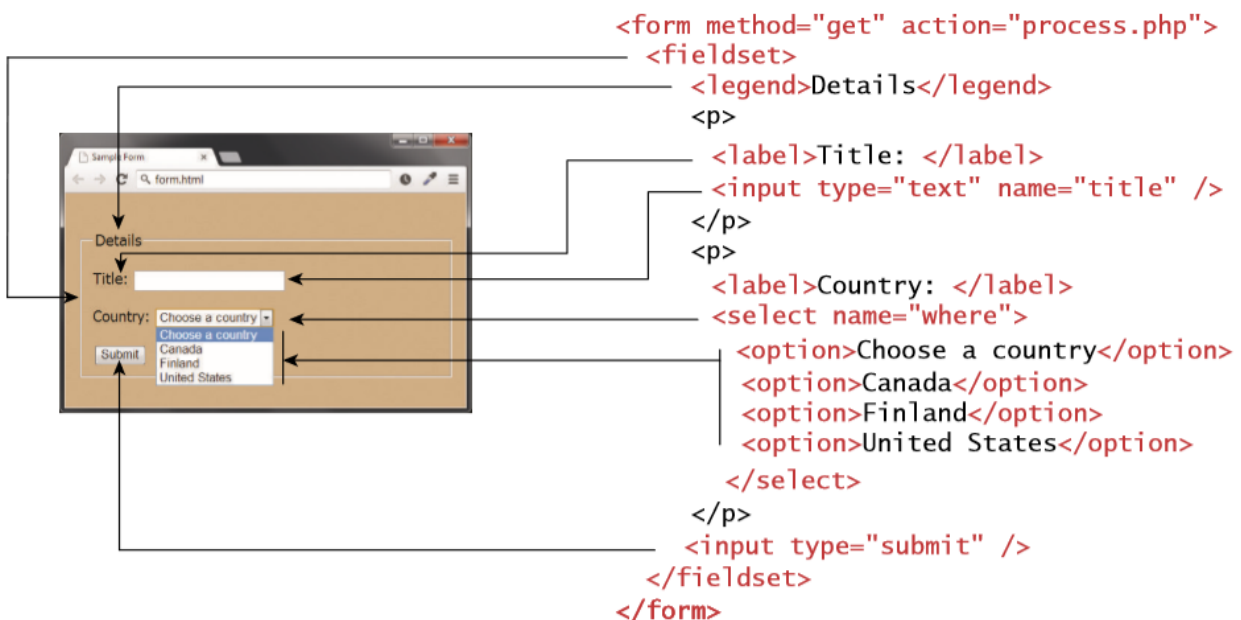 <form method="get" action="process.php">
<fieldset>
<legend>Details</legend>
<p>
<label>Title: </label>
<input type="text" name="title" />
</p>
<p>
<label>Country: </label>
<select name="where">
<option>Choose a country</option>
<option>Canada</option>
<option>Finland</option>
<option>United States</option>
</select>
</p>
<input type="submit" />
</fieldset>
</form>
Sample Form
form.html
Details
Title:
Country: Choose a country
Choose a country
Canada
Submit
Finland
United States